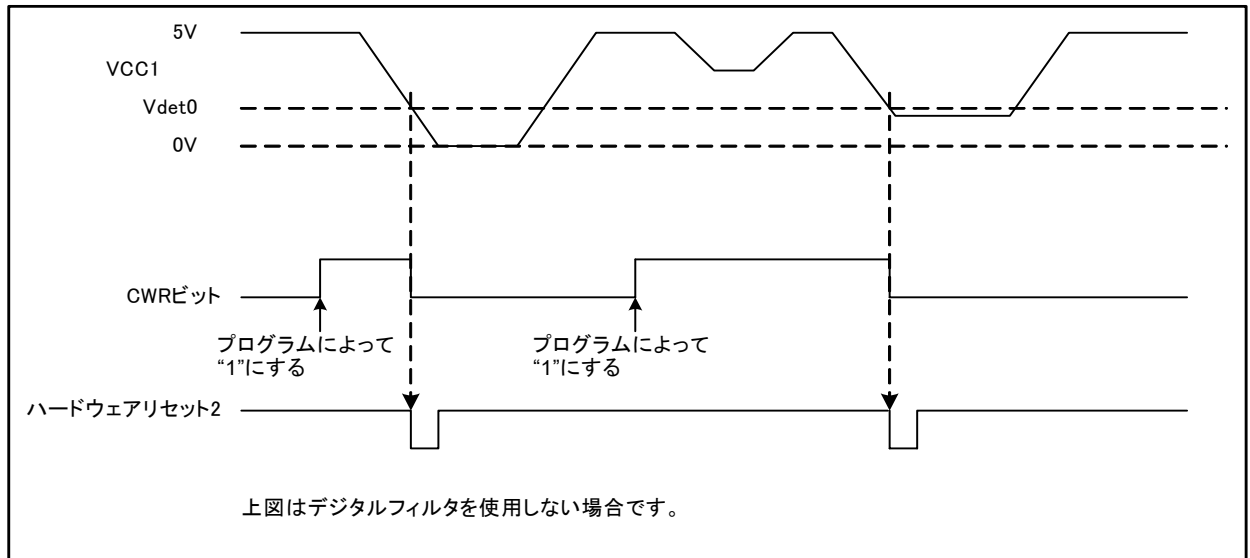 5V
VCC1
Vdet0
0V
CWRビット
プログラムによって
“1”にする
プログラムによって
“1”にする
ハードウェアリセット2
上図はデジタルフィルタを使用しない場合です。